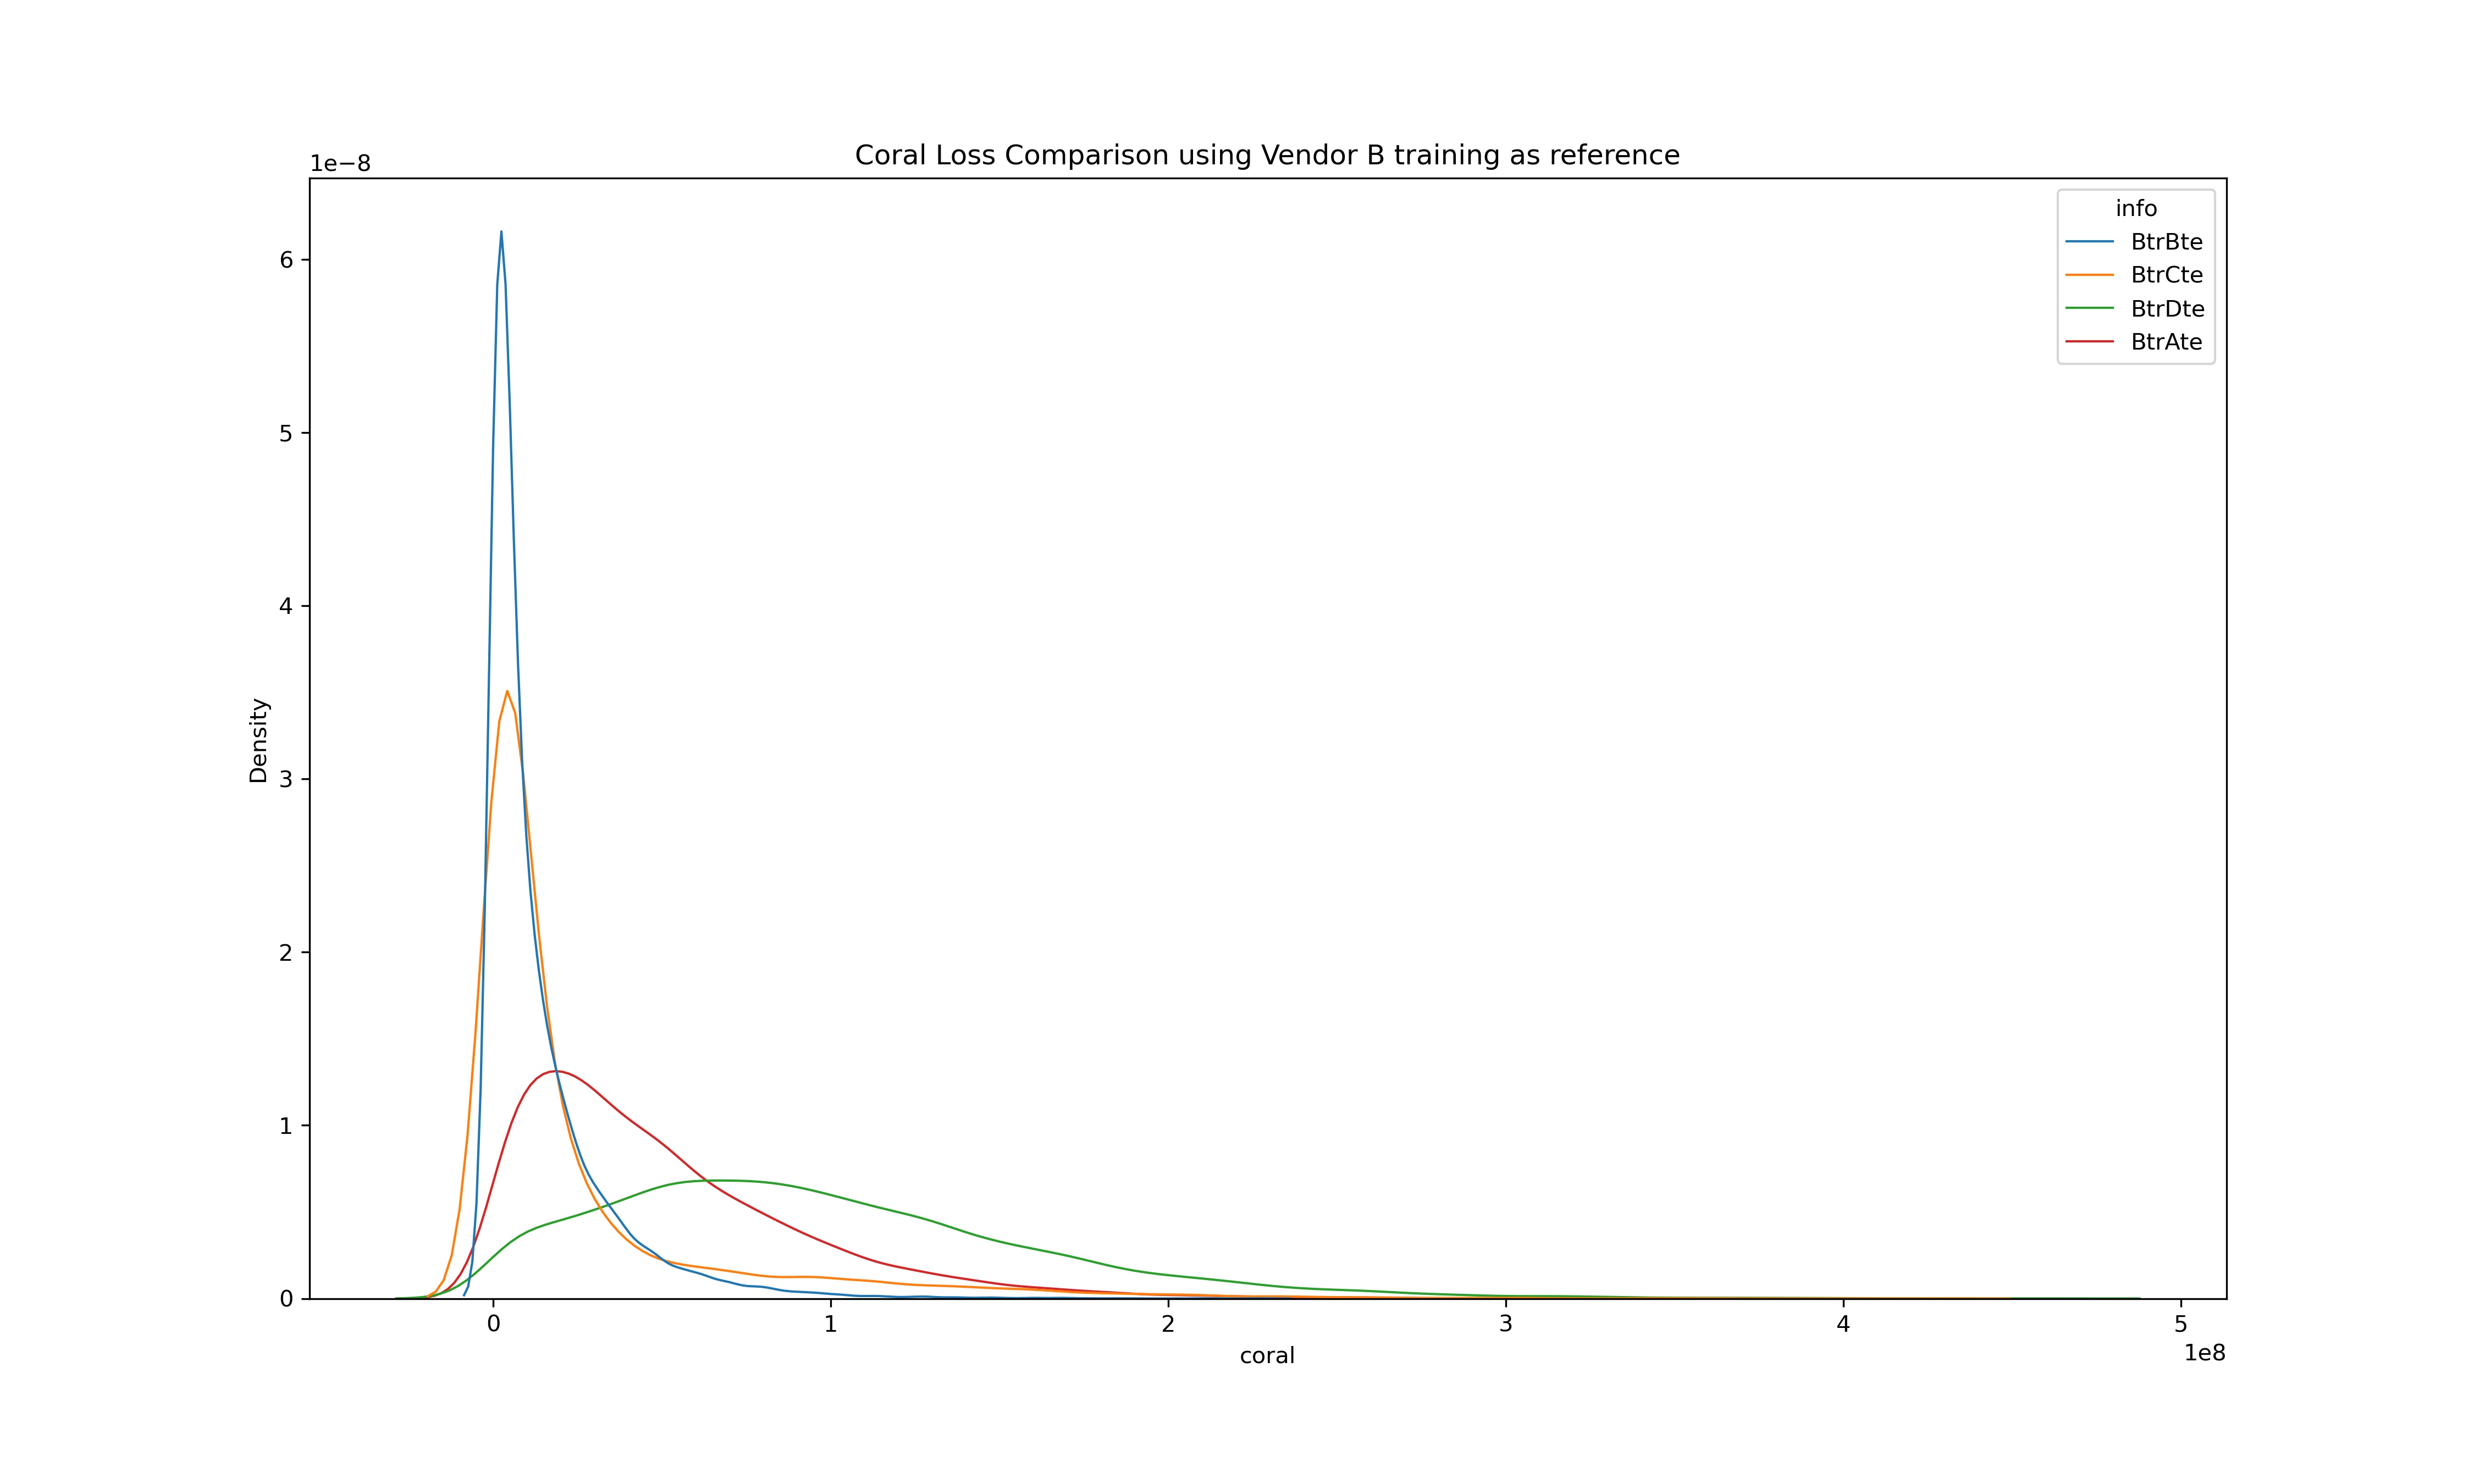 Coral Loss Comparison using Vendor B training as reference
1e−8
info
BtrBte
BtrCte
BtrDte
BtrAte
6
5
4
3
2
1
0
Density
0 1 2 3 4 5
1e8
coral